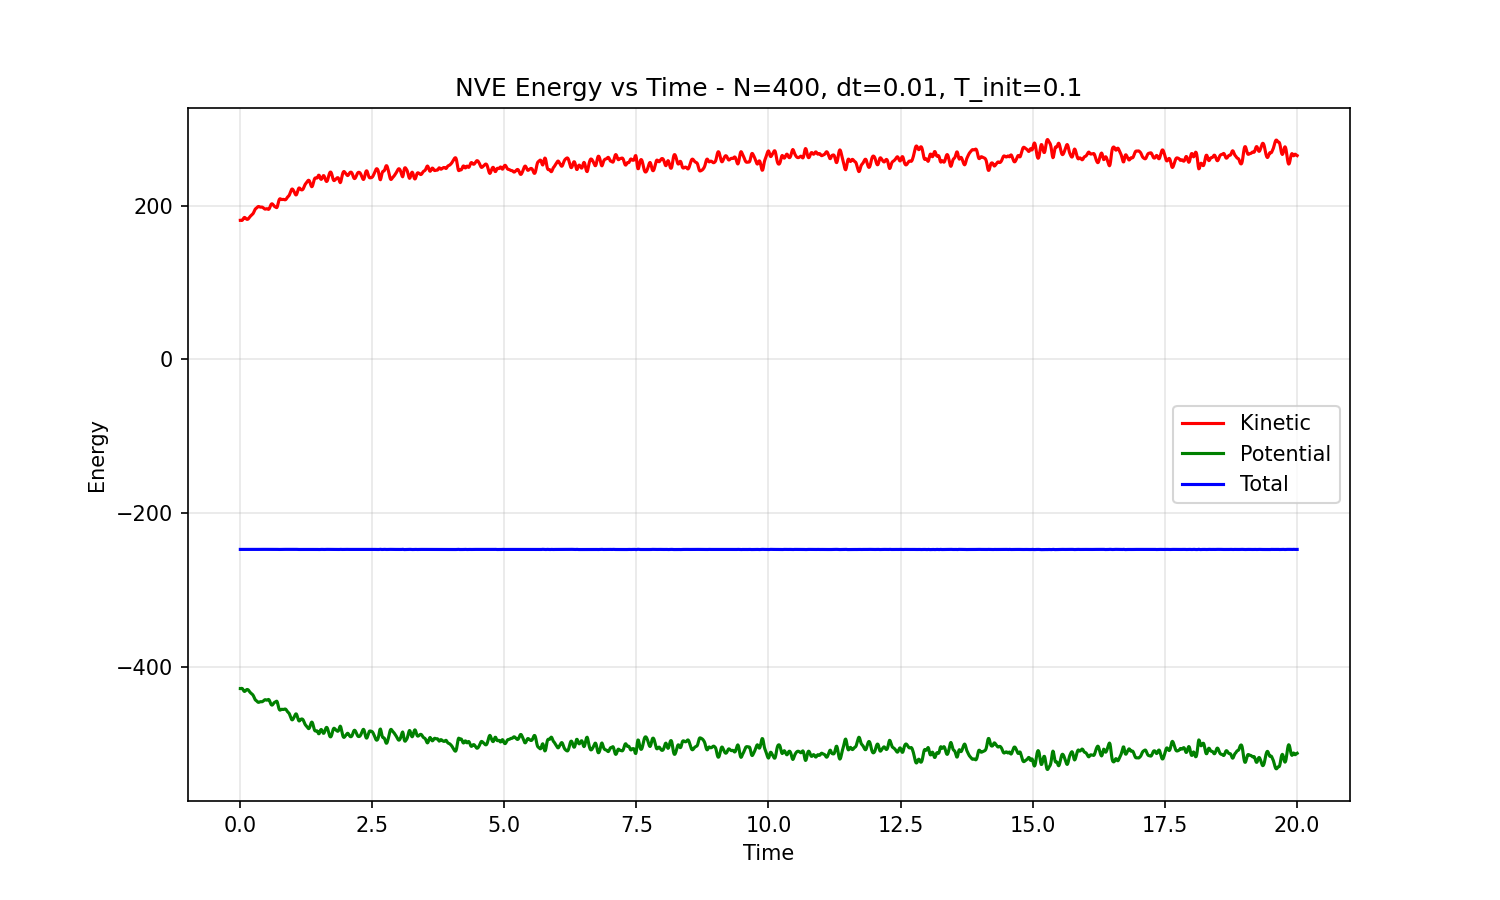 NVE Energy vs Time - N=400, dt=0.01, T_init=0.1
Energy
200
0
−200
−400
Kinetic
Potential
Total
0.0 2.5 5.0 7.5 10.0 12.5 15.0 17.5 20.0
Time